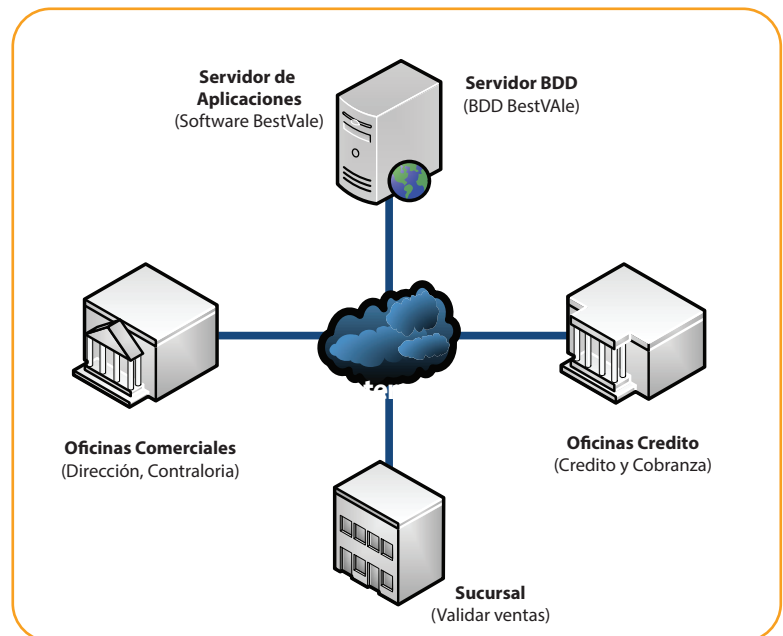 Servidor de
Aplicaciones
(Software BestVale)
Servidor BDD
(BDD BestVAle)
Oficinas Comerciales
(Dirección, Contraloria)
Oficinas Credito
(Credito y Cobranza)
Sucursal
(Validar ventas)